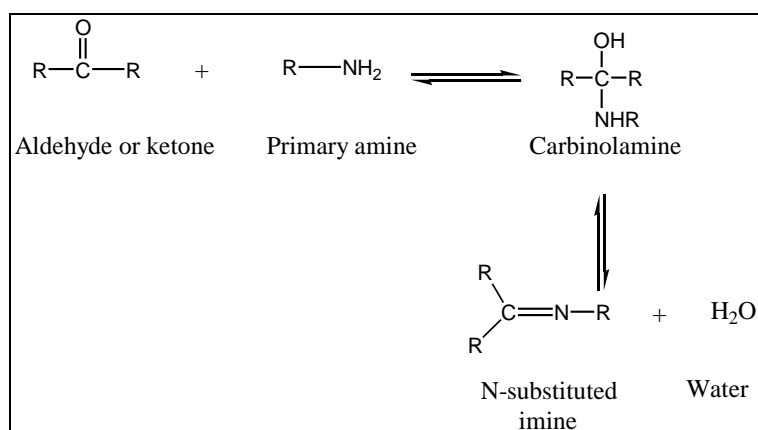 O
R—C—R + R—NH₂
Aldehyde or ketone Primary amine
OH
R—C—R
NHR
Carbinolamine
R
C=N—R + H₂O
R
N-substituted Water
imine